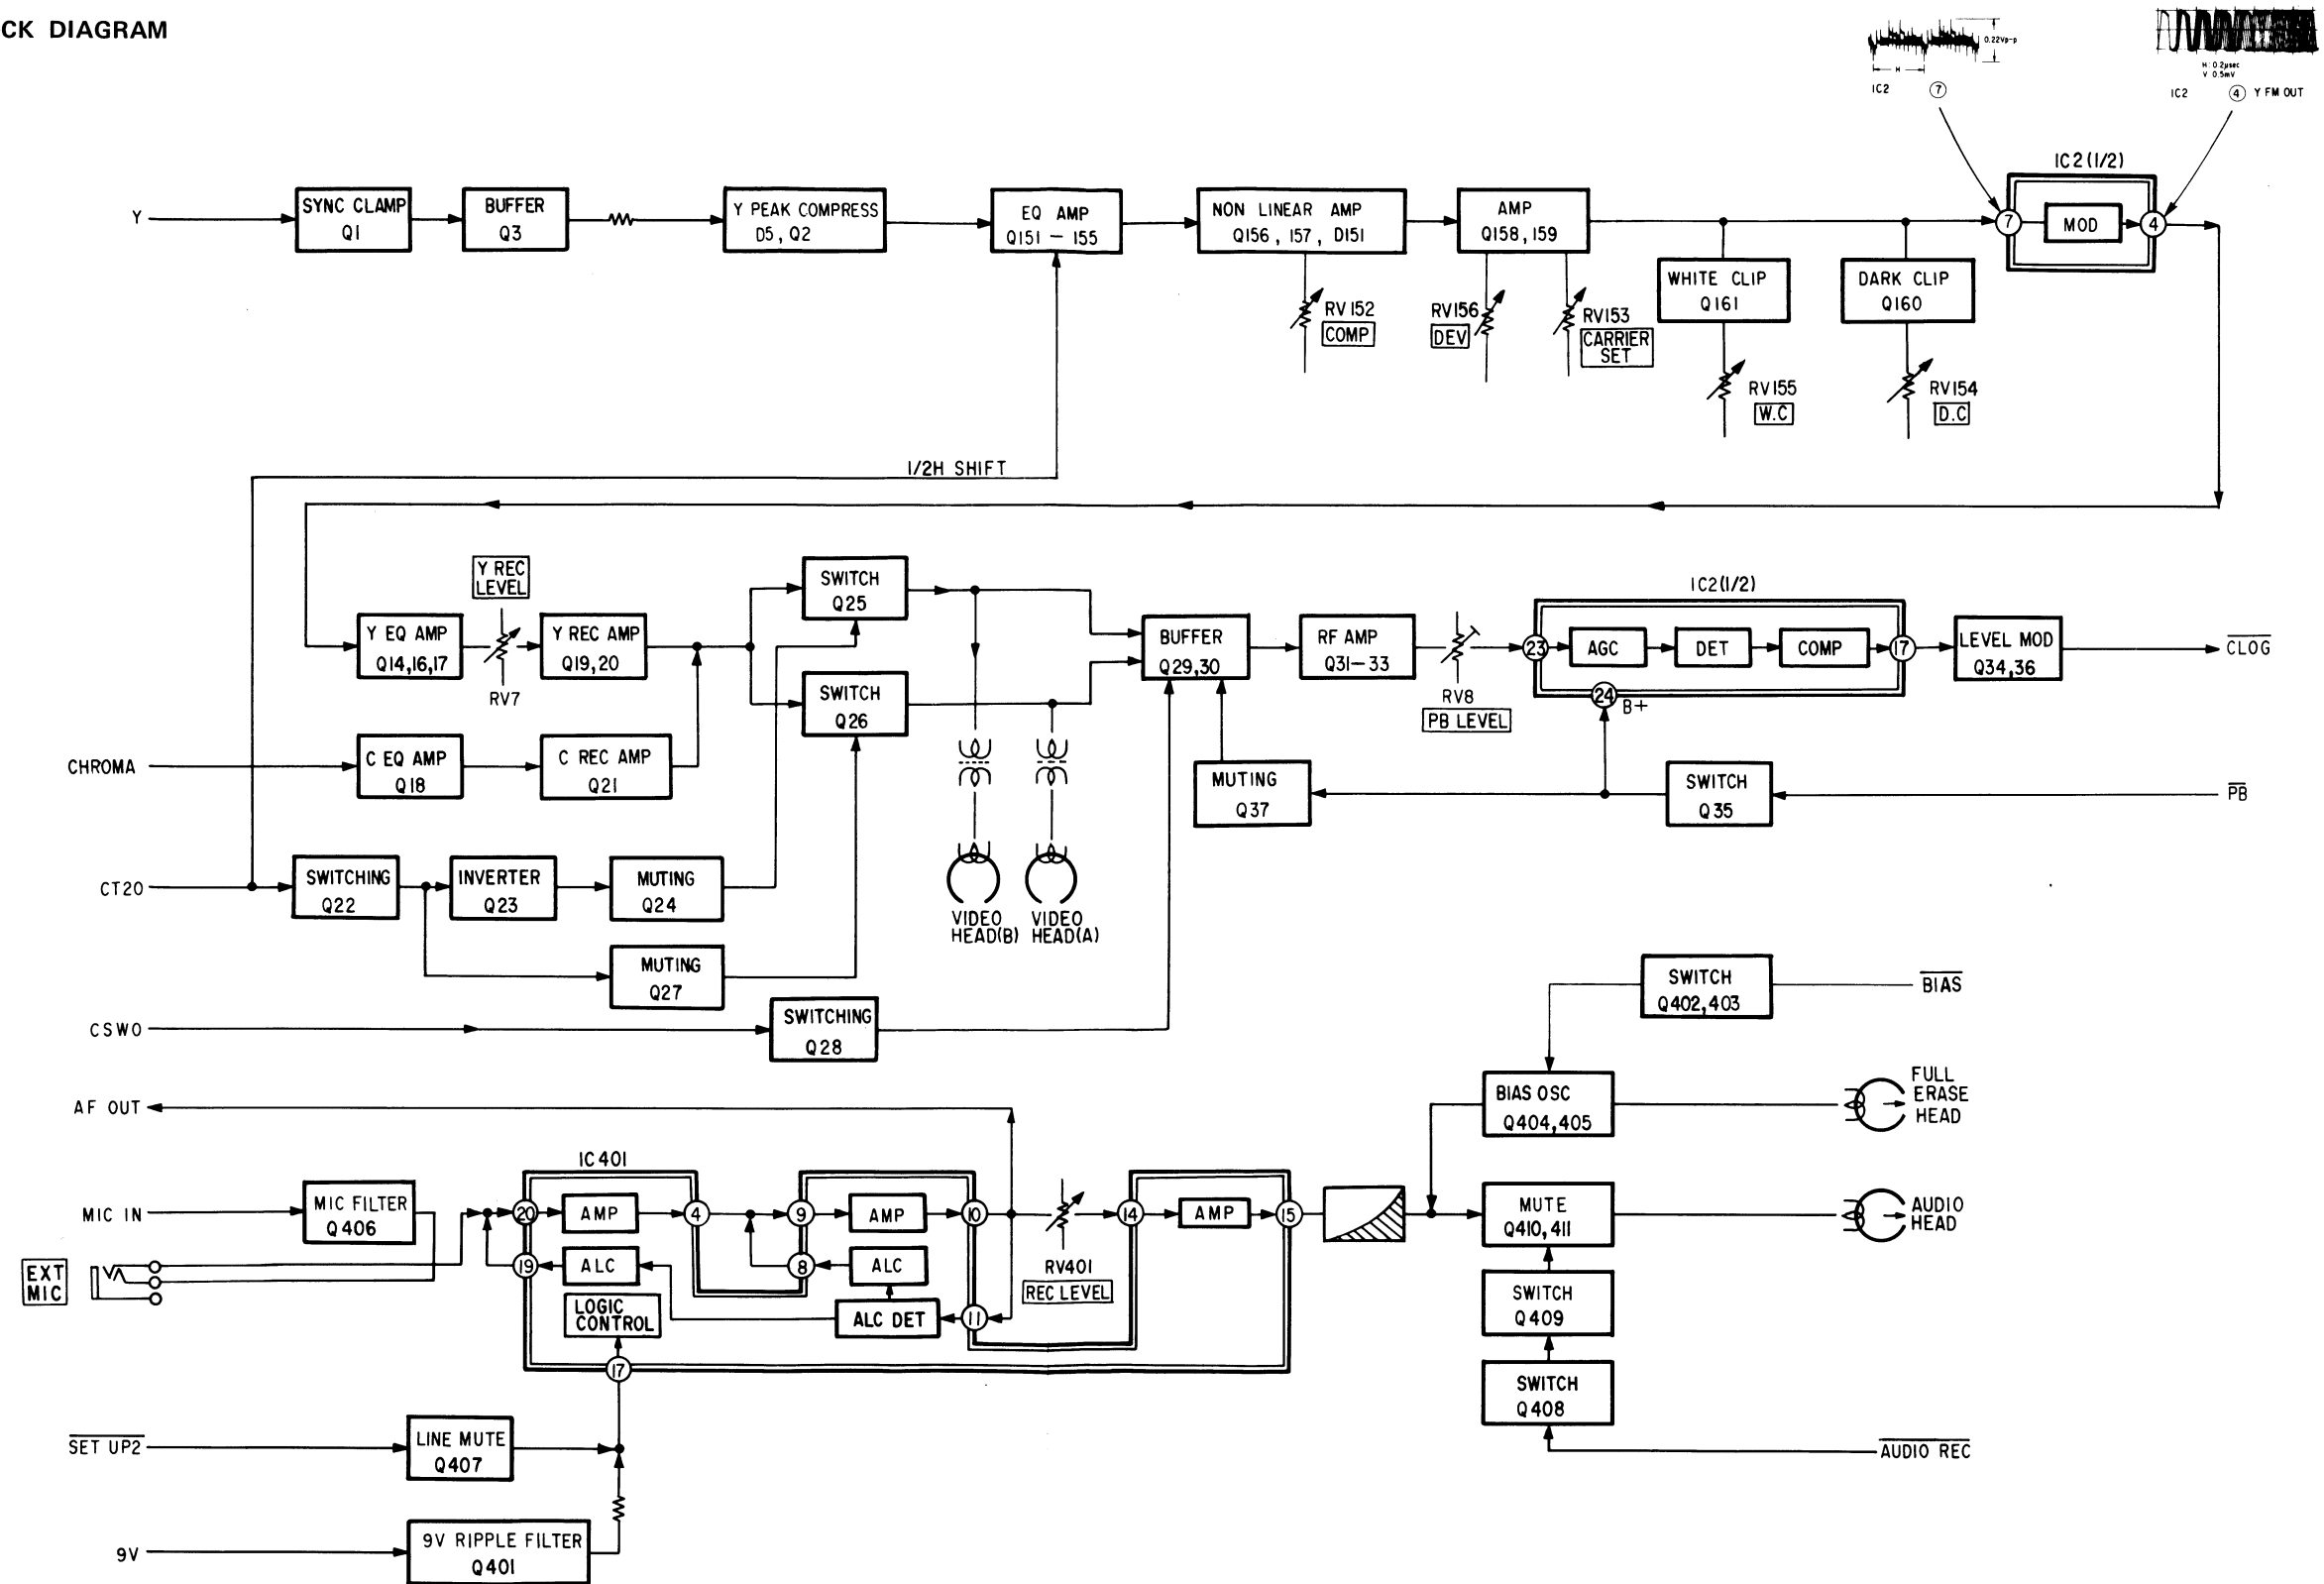 CK DIAGRAM
0.22Vp-p
H
IC2 7
H: 0.2μsec
V 0.5mV
IC2 4 Y FM OUT
Y
SYNC CLAMP
Q1
BUFFER
Q3
Y PEAK COMPRESS
D5, Q2
EQ AMP
Q151 — 155
NON LINEAR AMP
Q156, 157, D151
AMP
Q158, 159
IC2(1/2)
7
MOD
4
RV152
COMP
RV156
DEV
RV153
CARRIER
SET
WHITE CLIP
Q161
RV155
W.C
DARK CLIP
Q160
RV154
D.C
1/2H SHIFT
Y REC
LEVEL
Y EQ AMP
Q14,16,17
RV7
Y REC AMP
Q19,20
SWITCH
Q25
SWITCH
Q26
BUFFER
Q29,30
RF AMP
Q31-33
RV8
PB LEVEL
IC2(1/2)
23
AGC
DET
COMP
17
24
B+
LEVEL MOD
Q34,36
CLOG
CHROMA
C EQ AMP
Q18
C REC AMP
Q21
MUTING
Q37
SWITCH
Q35
PB
CT20
SWITCHING
Q22
INVERTER
Q23
MUTING
Q24
MUTING
Q27
VIDEO
HEAD(B)
VIDEO
HEAD(A)
CSWO
SWITCHING
Q28
SWITCH
Q402,403
BIAS
BIAS OSC
Q404,405
FULL
ERASE
HEAD
AF OUT
IC401
MIC IN
MIC FILTER
Q406
EXT
MIC
20
AMP
4
9
AMP
10
19
ALC
8
ALC
LOGIC
CONTROL
ALC DET
11
17
RV401
REC LEVEL
14
AMP
15
MUTE
Q410,411
AUDIO
HEAD
SWITCH
Q409
SWITCH
Q408
AUDIO REC
SET UP2
LINE MUTE
Q407
9V
9V RIPPLE FILTER
Q401